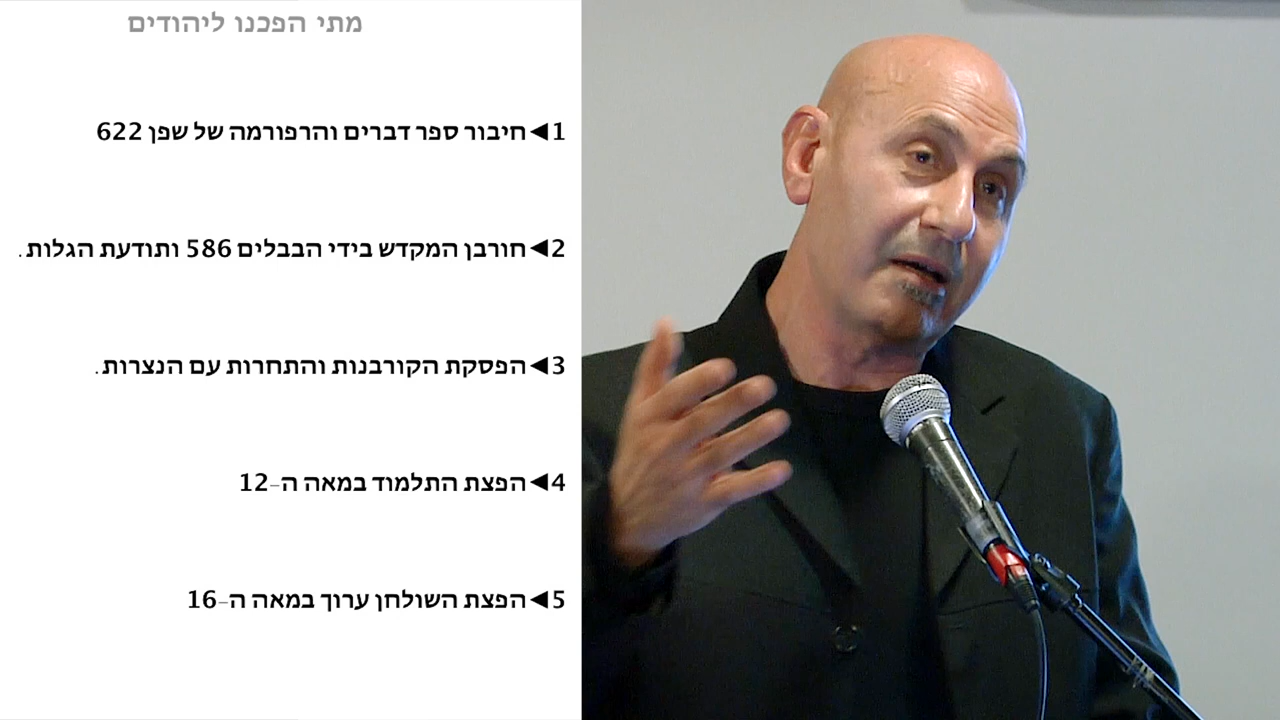 מתי הפכנו ליהודים
1◀חיבור ספר דברים והרפורמה של שפן 622
2◀חורבן המקדש בידי הבבלים 586 ותודעת הגלות.
3◀הפסקת הקורבנות והתחרות עם הנצרות.
4◀הפצת התלמוד במאה ה-12
5◀הפצת השולחן ערוך במאה ה-16